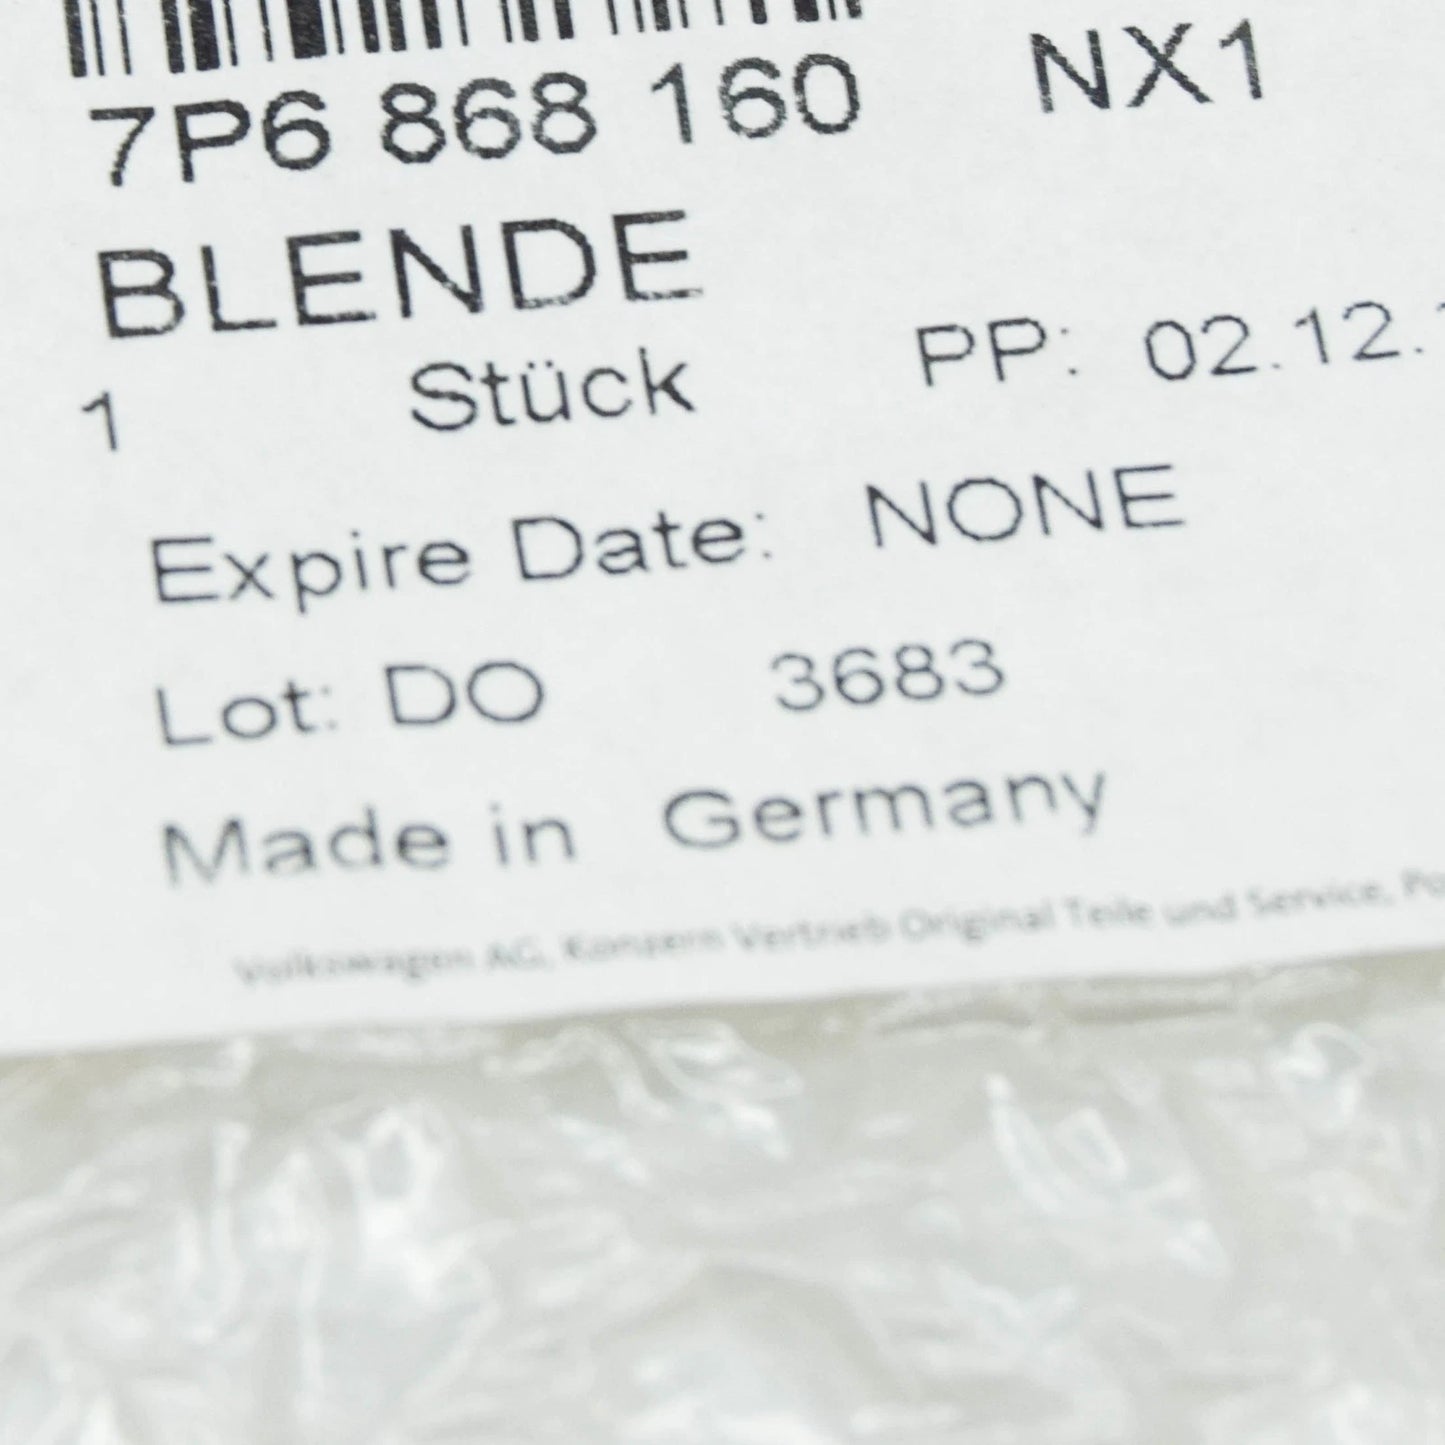 7P6 868 160 NX1
BLENDE
1 Stück PP: 02.12.
Expire Date: NONE
Lot: DO 3683
Made in Germany
Volkswagen AG, Konzern Vertrieb Original Teile und Service,